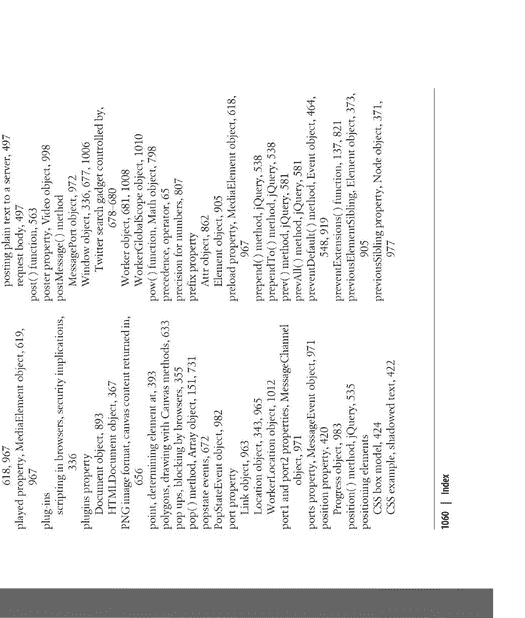 618, 967
played property, MediaElement object, 619,
967
plug-ins
scripting in browsers, security implications,
336
plugins property
Document object, 893
HTMLDocument object, 367
PNG image format, canvas content returned in,
656
point, determining element at, 393
polygons, drawing with Canvas methods, 633
pop ups, blocking by browsers, 355
pop( ) method, Array object, 151, 731
popstate events, 672
PopStateEvent object, 982
port property
Link object, 963
Location object, 343, 965
WorkerLocation object, 1012
port1 and port2 properties, MessageChannel
object, 971
ports property, MessageEvent object, 971
position property, 420
Progress object, 983
position( ) method, jQuery, 535
positioning elements
CSS box model, 424
CSS example, shadowed text, 422
posting plain text to a server, 497
request body, 497
post( ) function, 563
poster property, Video object, 998
postMessage( ) method
MessagePort object, 972
Window object, 336, 677, 1006
Twitter search gadget controlled by,
678–680
Worker object, 681, 1008
WorkerGlobalScope object, 1010
pow( ) function, Math object, 798
precedence, operator, 65
precision for numbers, 807
prefix property
Attr object, 862
Element object, 905
preload property, MediaElement object, 618,
967
prepend( ) method, jQuery, 538
prependTo( ) method, jQuery, 538
prev( ) method, jQuery, 581
prevAll( ) method, jQuery, 581
preventDefault( ) method, Event object, 464,
548, 919
preventExtensions( ) function, 137, 821
previousElementSibling, Element object, 373,
905
previousSibling property, Node object, 371,
977
1060 | Index